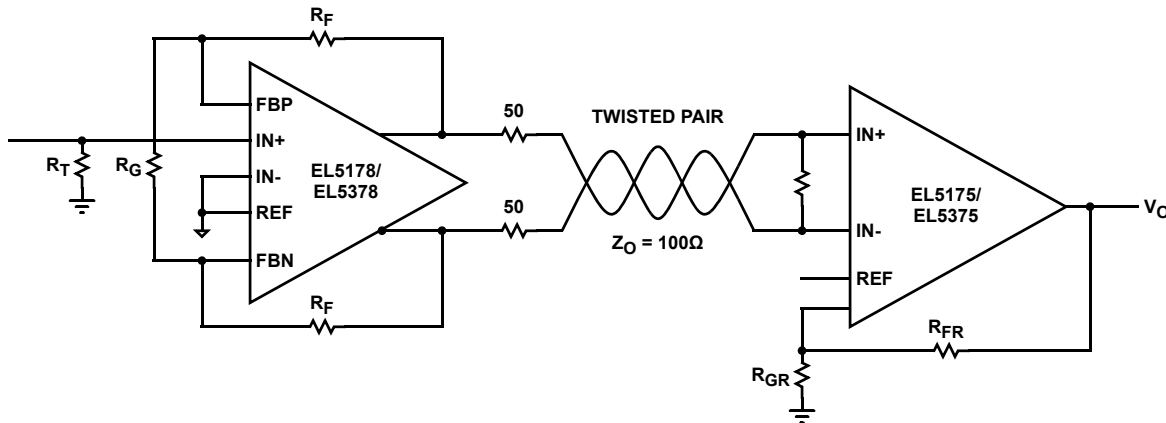 RF
FBP
IN+
IN-
REF
FBN
RT
RG
EL5178/
EL5378
RF
50
50
TWISTED PAIR
ZO = 100Ω
IN+
IN-
REF
EL5175/
EL5375
VO
RFR
RGR